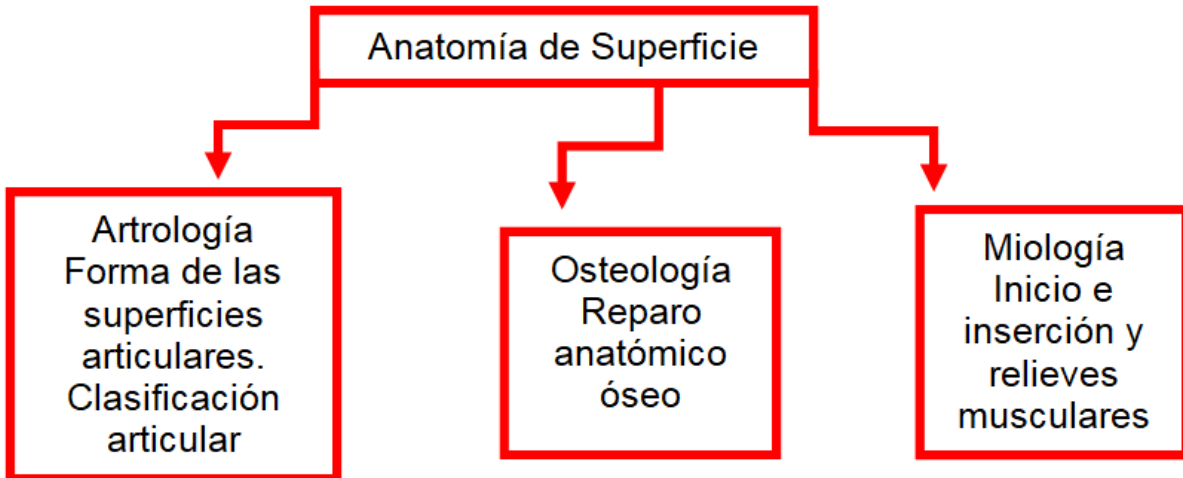 Anatomía de Superficie
Artrología
Forma de las
superficies
articulares.
Clasificación
articular
Osteología
Reparo
anatómico
óseo
Miología
Inicio e
inserción y
relieves
musculares